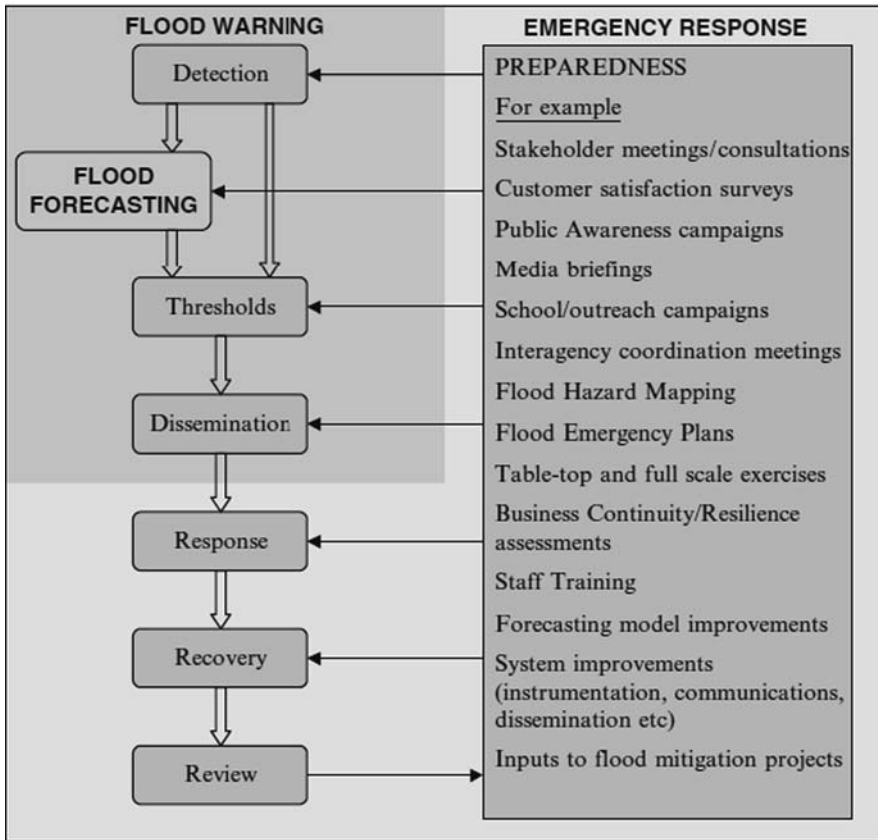 FLOOD WARNING
Detection
FLOOD
FORECASTING
Thresholds
Dissemination
Response
Recovery
Review
EMERGENCY RESPONSE
PREPAREDNESS
For example
Stakeholder meetings/consultations
Customer satisfaction surveys
Public Awareness campaigns
Media briefings
School/outreach campaigns
Interagency coordination meetings
Flood Hazard Mapping
Flood Emergency Plans
Table-top and full scale exercises
Business Continuity/Resilience
assessments
Staff Training
Forecasting model improvements
System improvements
(instrumentation, communications,
dissemination etc)
Inputs to flood mitigation projects